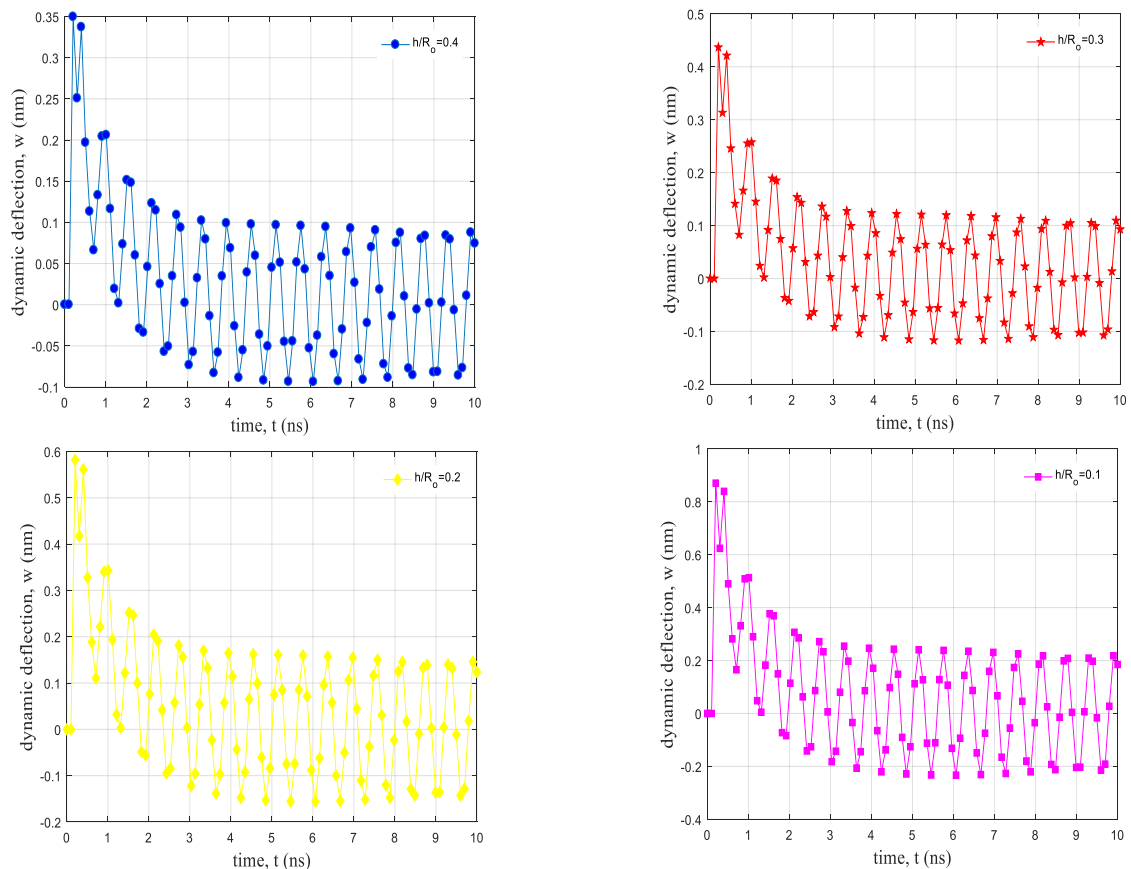 h/Ro=0.4
dynamic deflection, w (nm)
0.35
0.3
0.25
0.2
0.15
0.1
0.05
0
-0.05
-0.1
0 1 2 3 4 5 6 7 8 9 10
time, t (ns)
h/Ro=0.3
dynamic deflection, w (nm)
0.5
0.4
0.3
0.2
0.1
0
-0.1
-0.2
0 1 2 3 4 5 6 7 8 9 10
time, t (ns)
h/Ro=0.2
dynamic deflection, w (nm)
0.6
0.5
0.4
0.3
0.2
0.1
0
-0.1
-0.2
0 1 2 3 4 5 6 7 8 9 10
time, t (ns)
h/Ro=0.1
dynamic deflection, w (nm)
1
0.8
0.6
0.4
0.2
0
-0.2
-0.4
0 1 2 3 4 5 6 7 8 9 10
time, t (ns)